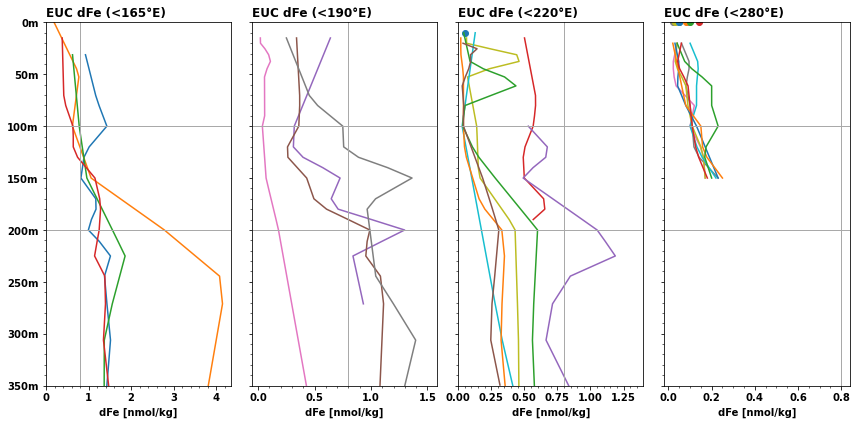 EUC dFe (<165°E)
EUC dFe (<190°E)
EUC dFe (<220°E)
EUC dFe (<280°E)
0m
50m
100m
150m
200m
250m
300m
350m
0 1 2 3 4
0.0 0.5 1.0 1.5
0.00 0.25 0.50 0.75 1.00 1.25
0.0 0.2 0.4 0.6 0.8
dFe [nmol/kg]
dFe [nmol/kg]
dFe [nmol/kg]
dFe [nmol/kg]